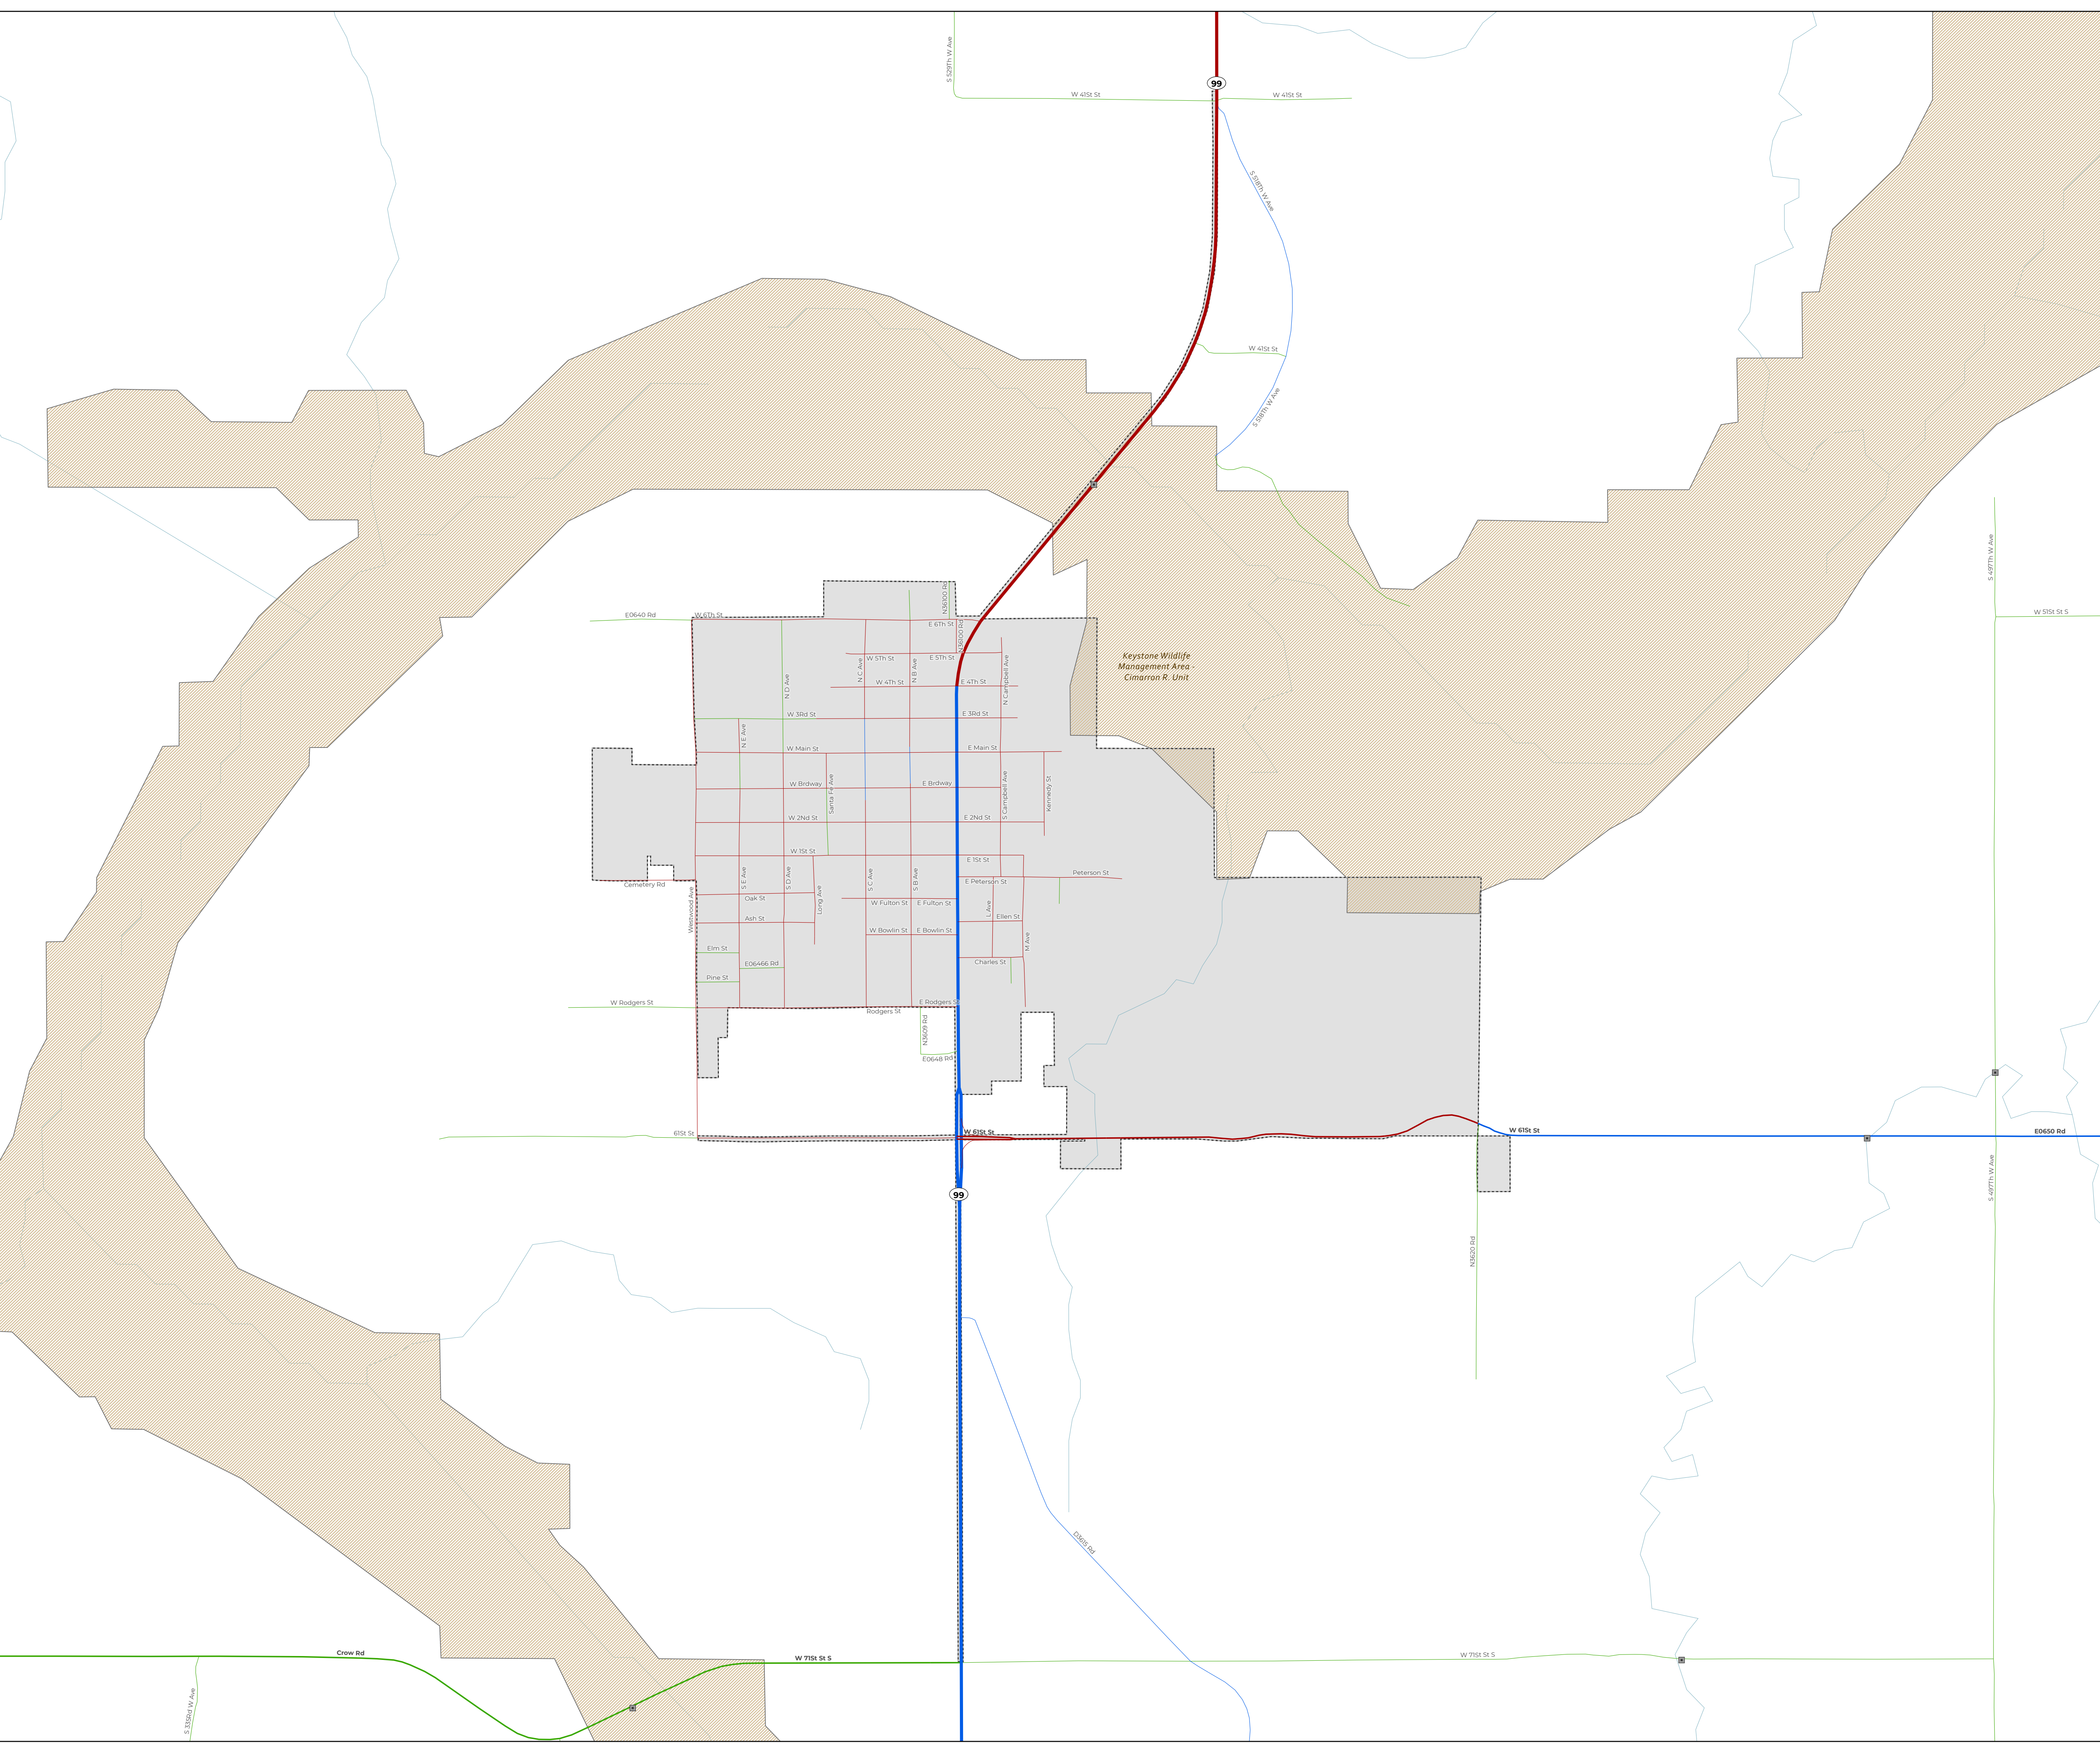 S 529Th W Ave
99
W 41St St
W 41St St
S 518Th W Ave
W 41St St
S 518Th W Ave
S 497Th W Ave
E0640 Rd
W 6Th St
N36100 Rd
W 51St St S
E 6Th St
N36100 Rd
W 5Th St
E 5Th St
N C Ave
N B Ave
N Campbell Ave
Keystone Wildlife
Management Area -
Cimarron R. Unit
N D Ave
W 4Th St
E 4Th St
W 3Rd St
E 3Rd St
N E Ave
W Main St
E Main St
W Brdway
E Brdway
Santa Fe Ave
S Campbell Ave
Kennedy St
W 2Nd St
E 2Nd St
W 1St St
E 1St St
Cemetery Rd
S E Ave
S D Ave
S C Ave
S B Ave
E Peterson St
Peterson St
Westwood Ave
Oak St
Long Ave
W Fulton St
E Fulton St
L Ave
Ellen St
Ash St
W Bowlin St
E Bowlin St
M Ave
Elm St
E06466 Rd
Charles St
Pine St
W Rodgers St
E Rodgers St
Rodgers St
N3609 Rd
E0648 Rd
61St St
W 61St St
W 61St St
E0650 Rd
99
S 497Th W Ave
N3620 Rd
D3615 Rd
Crow Rd
W 71St St S
W 71St St S
S 335Rd W Ave